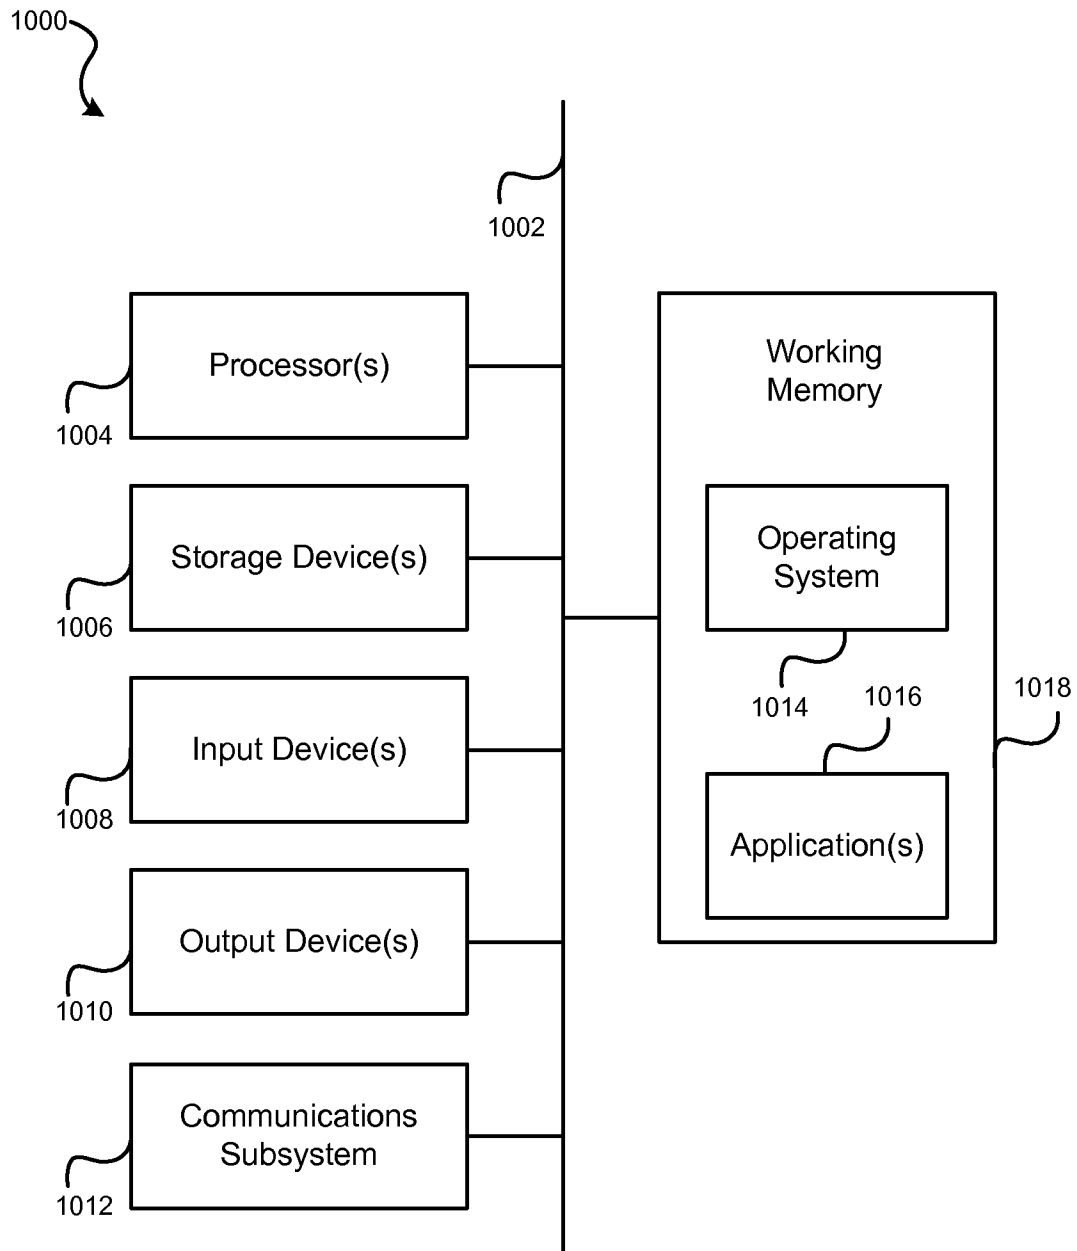 1000
1002
Processor(s)
1004
Storage Device(s)
1006
Input Device(s)
1008
Output Device(s)
1010
Communications
Subsystem
1012
Working
Memory
Operating
System
1014
1016
1018
Application(s)